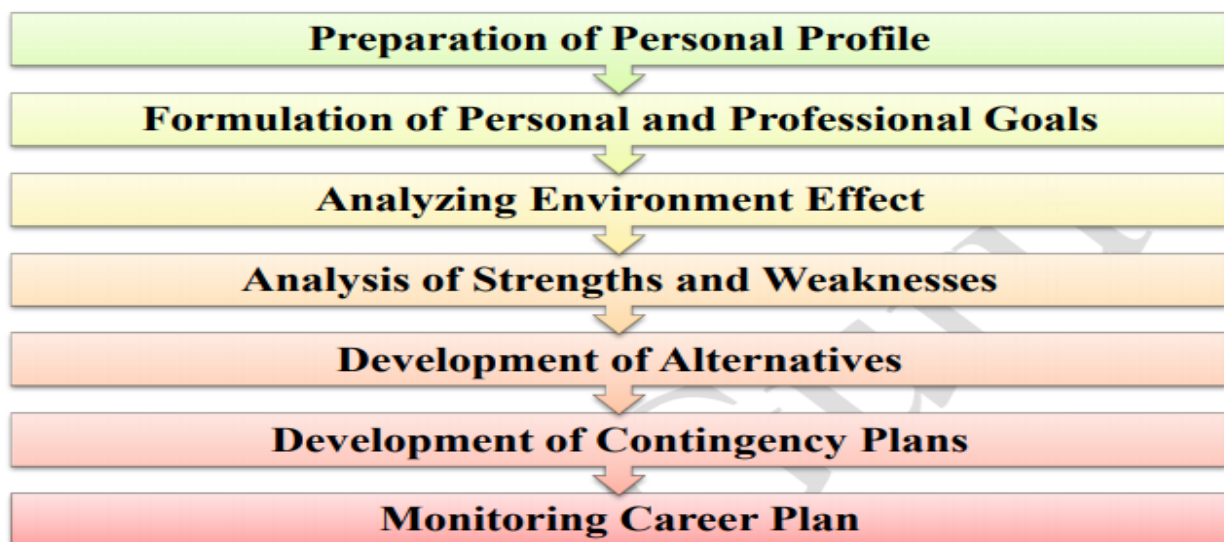 Preparation of Personal Profile
Formulation of Personal and Professional Goals
Analyzing Environment Effect
Analysis of Strengths and Weaknesses
Development of Alternatives
Development of Contingency Plans
Monitoring Career Plan